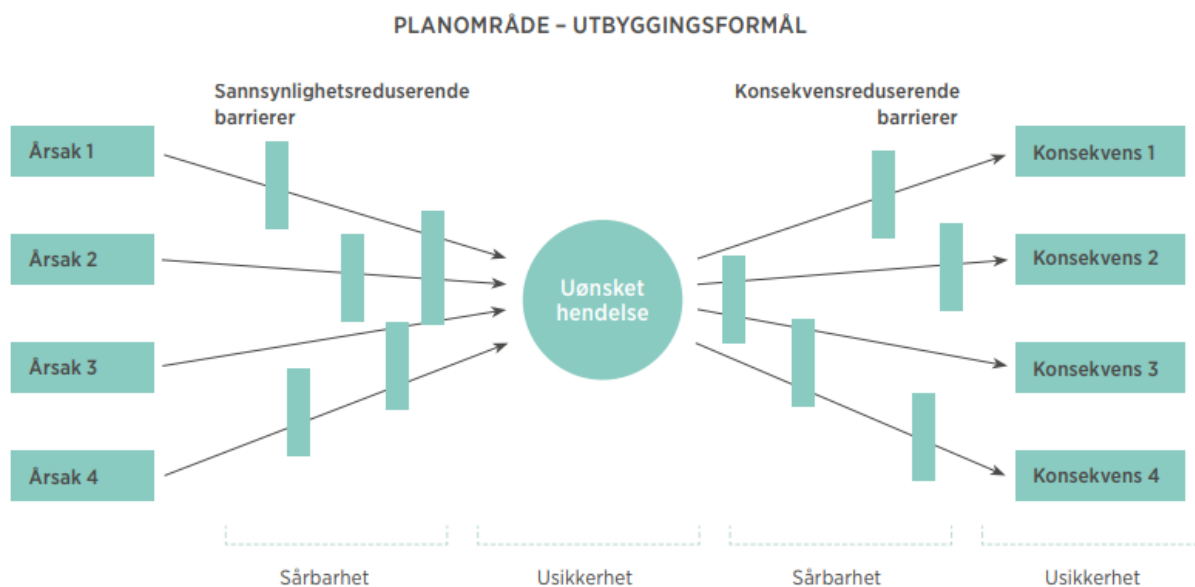 PLANOMRÅDE – UTBYGGINGSFORMÅL
Sannsynlighetsreduserende
barrierer
Konsekvensreduserende
barrierer
Årsak 1
Årsak 2
Årsak 3
Årsak 4
Uønsket
hendelse
Konsekvens 1
Konsekvens 2
Konsekvens 3
Konsekvens 4
Sårbarhet
Usikkerhet
Sårbarhet
Usikkerhet